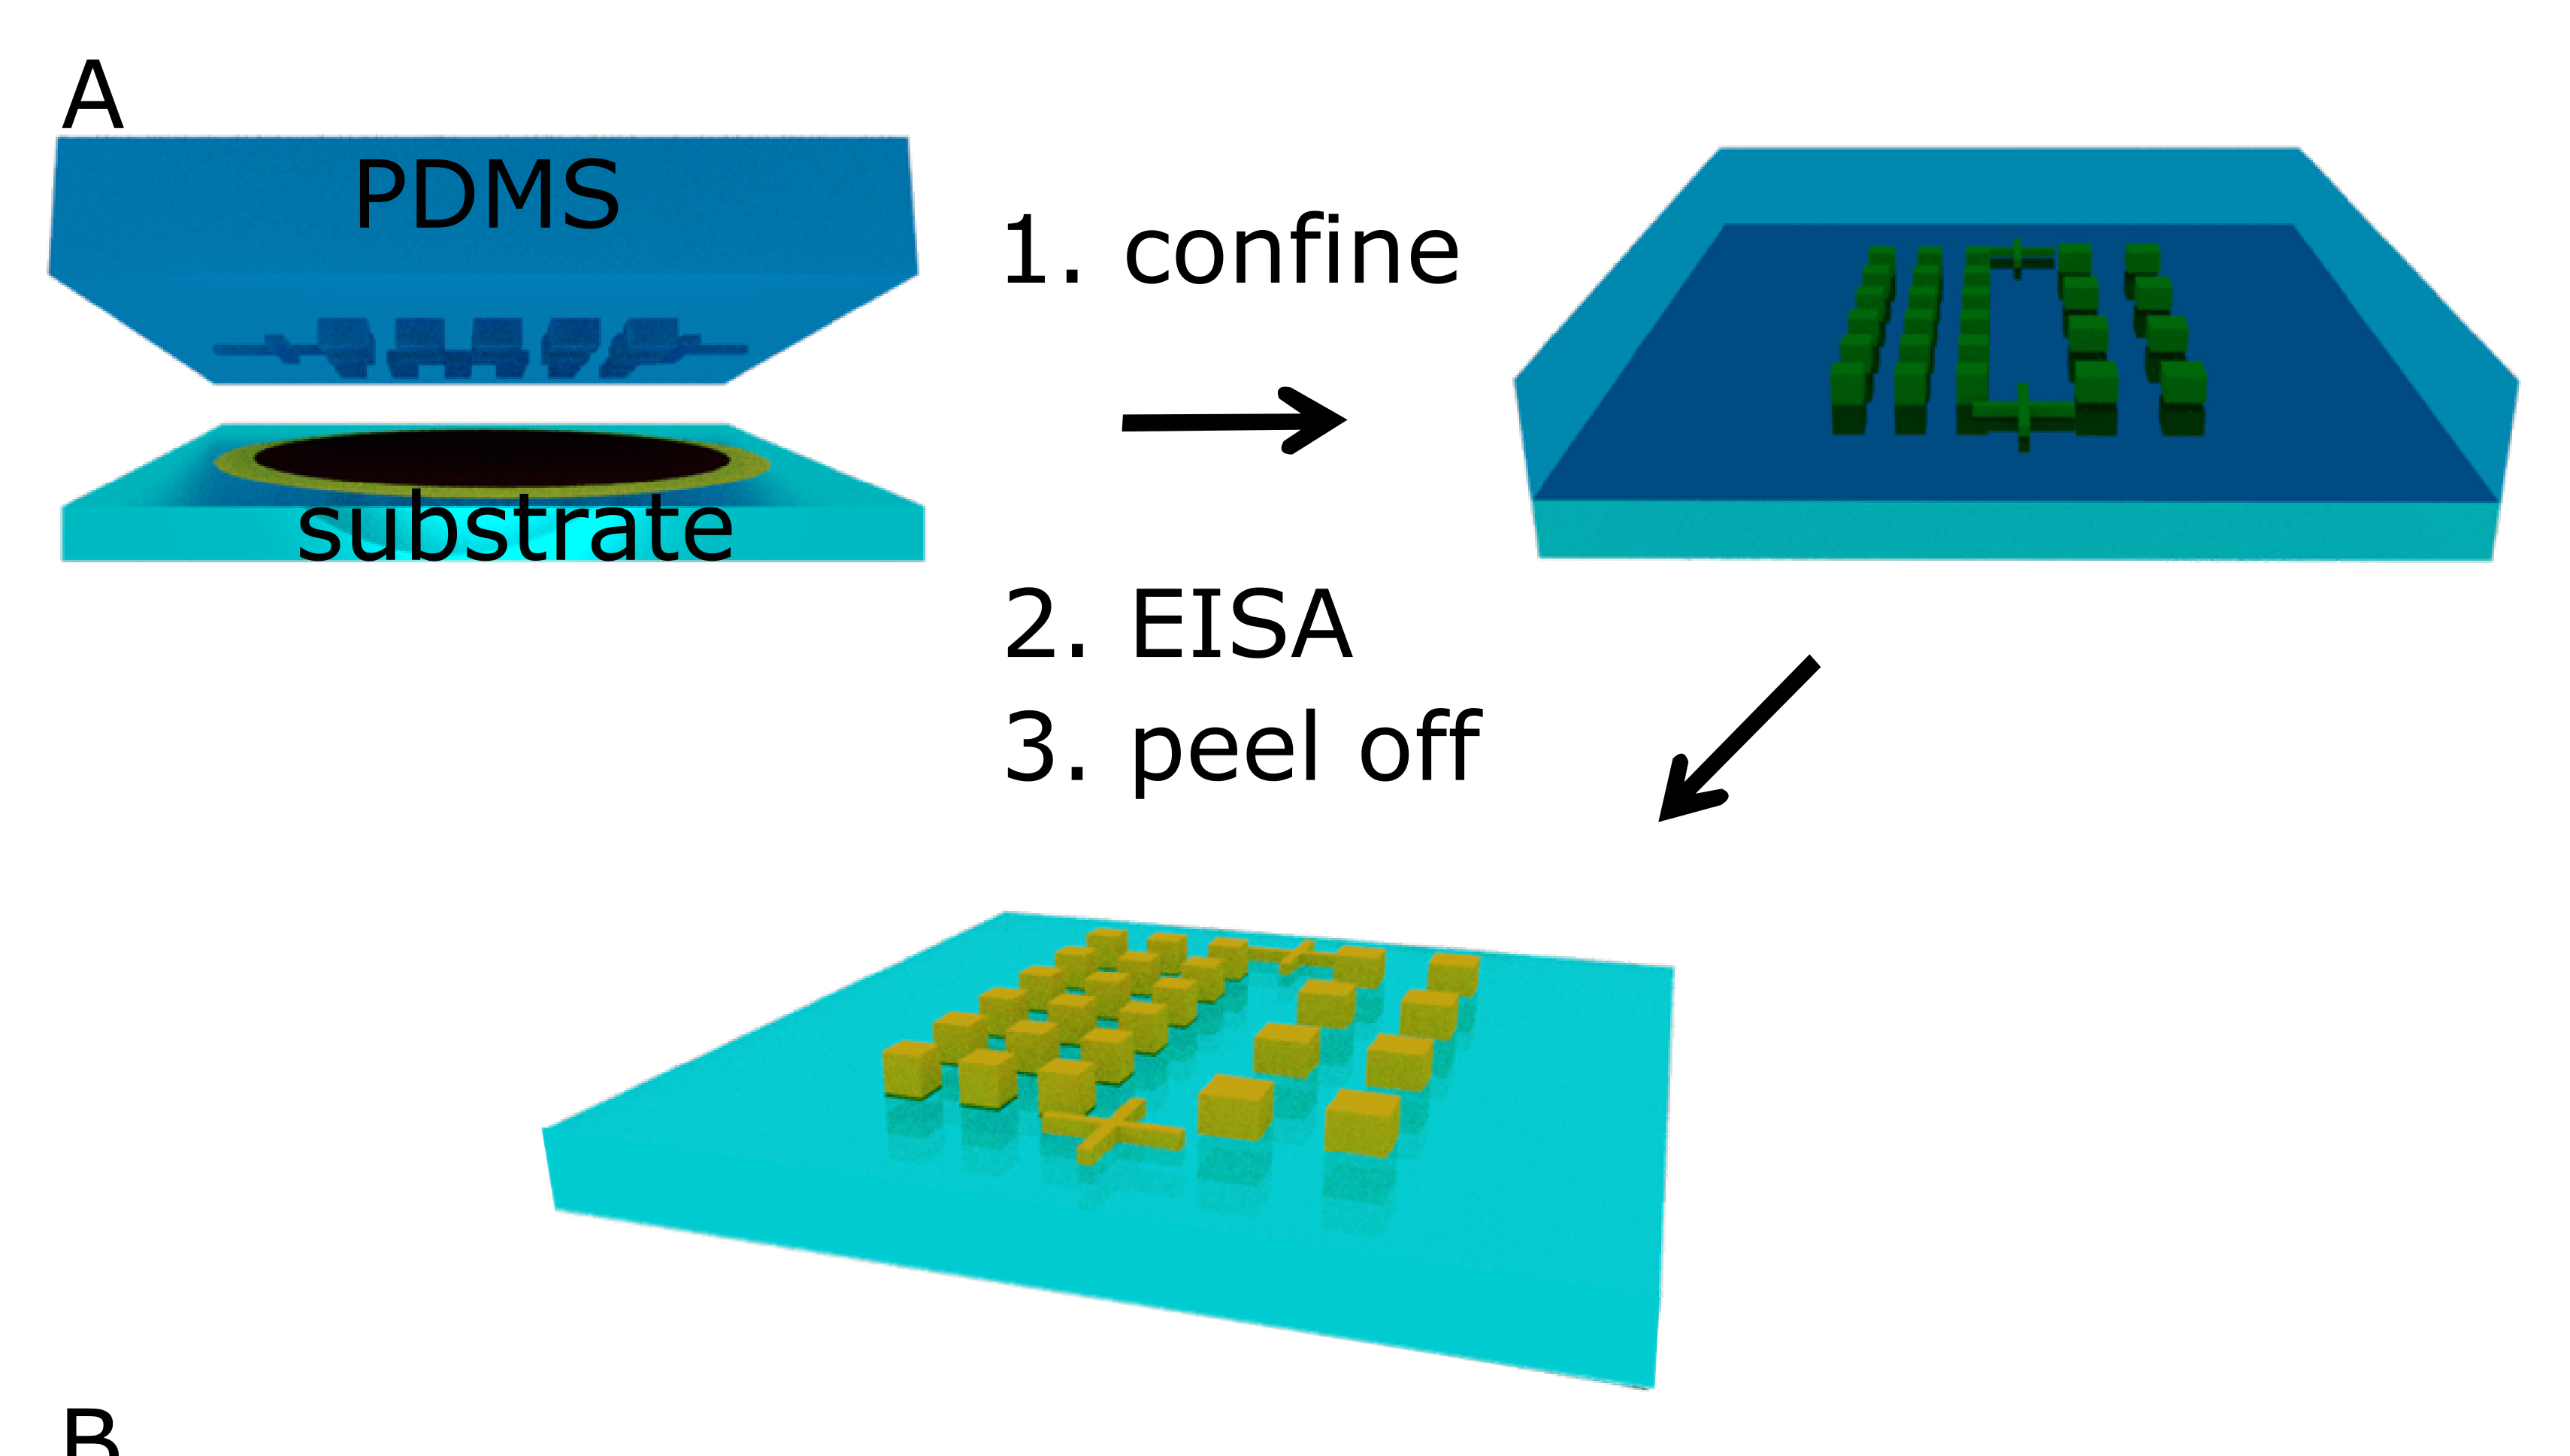 A
PDMS
substrate
1. confine
2. EISA
3. peel off
B